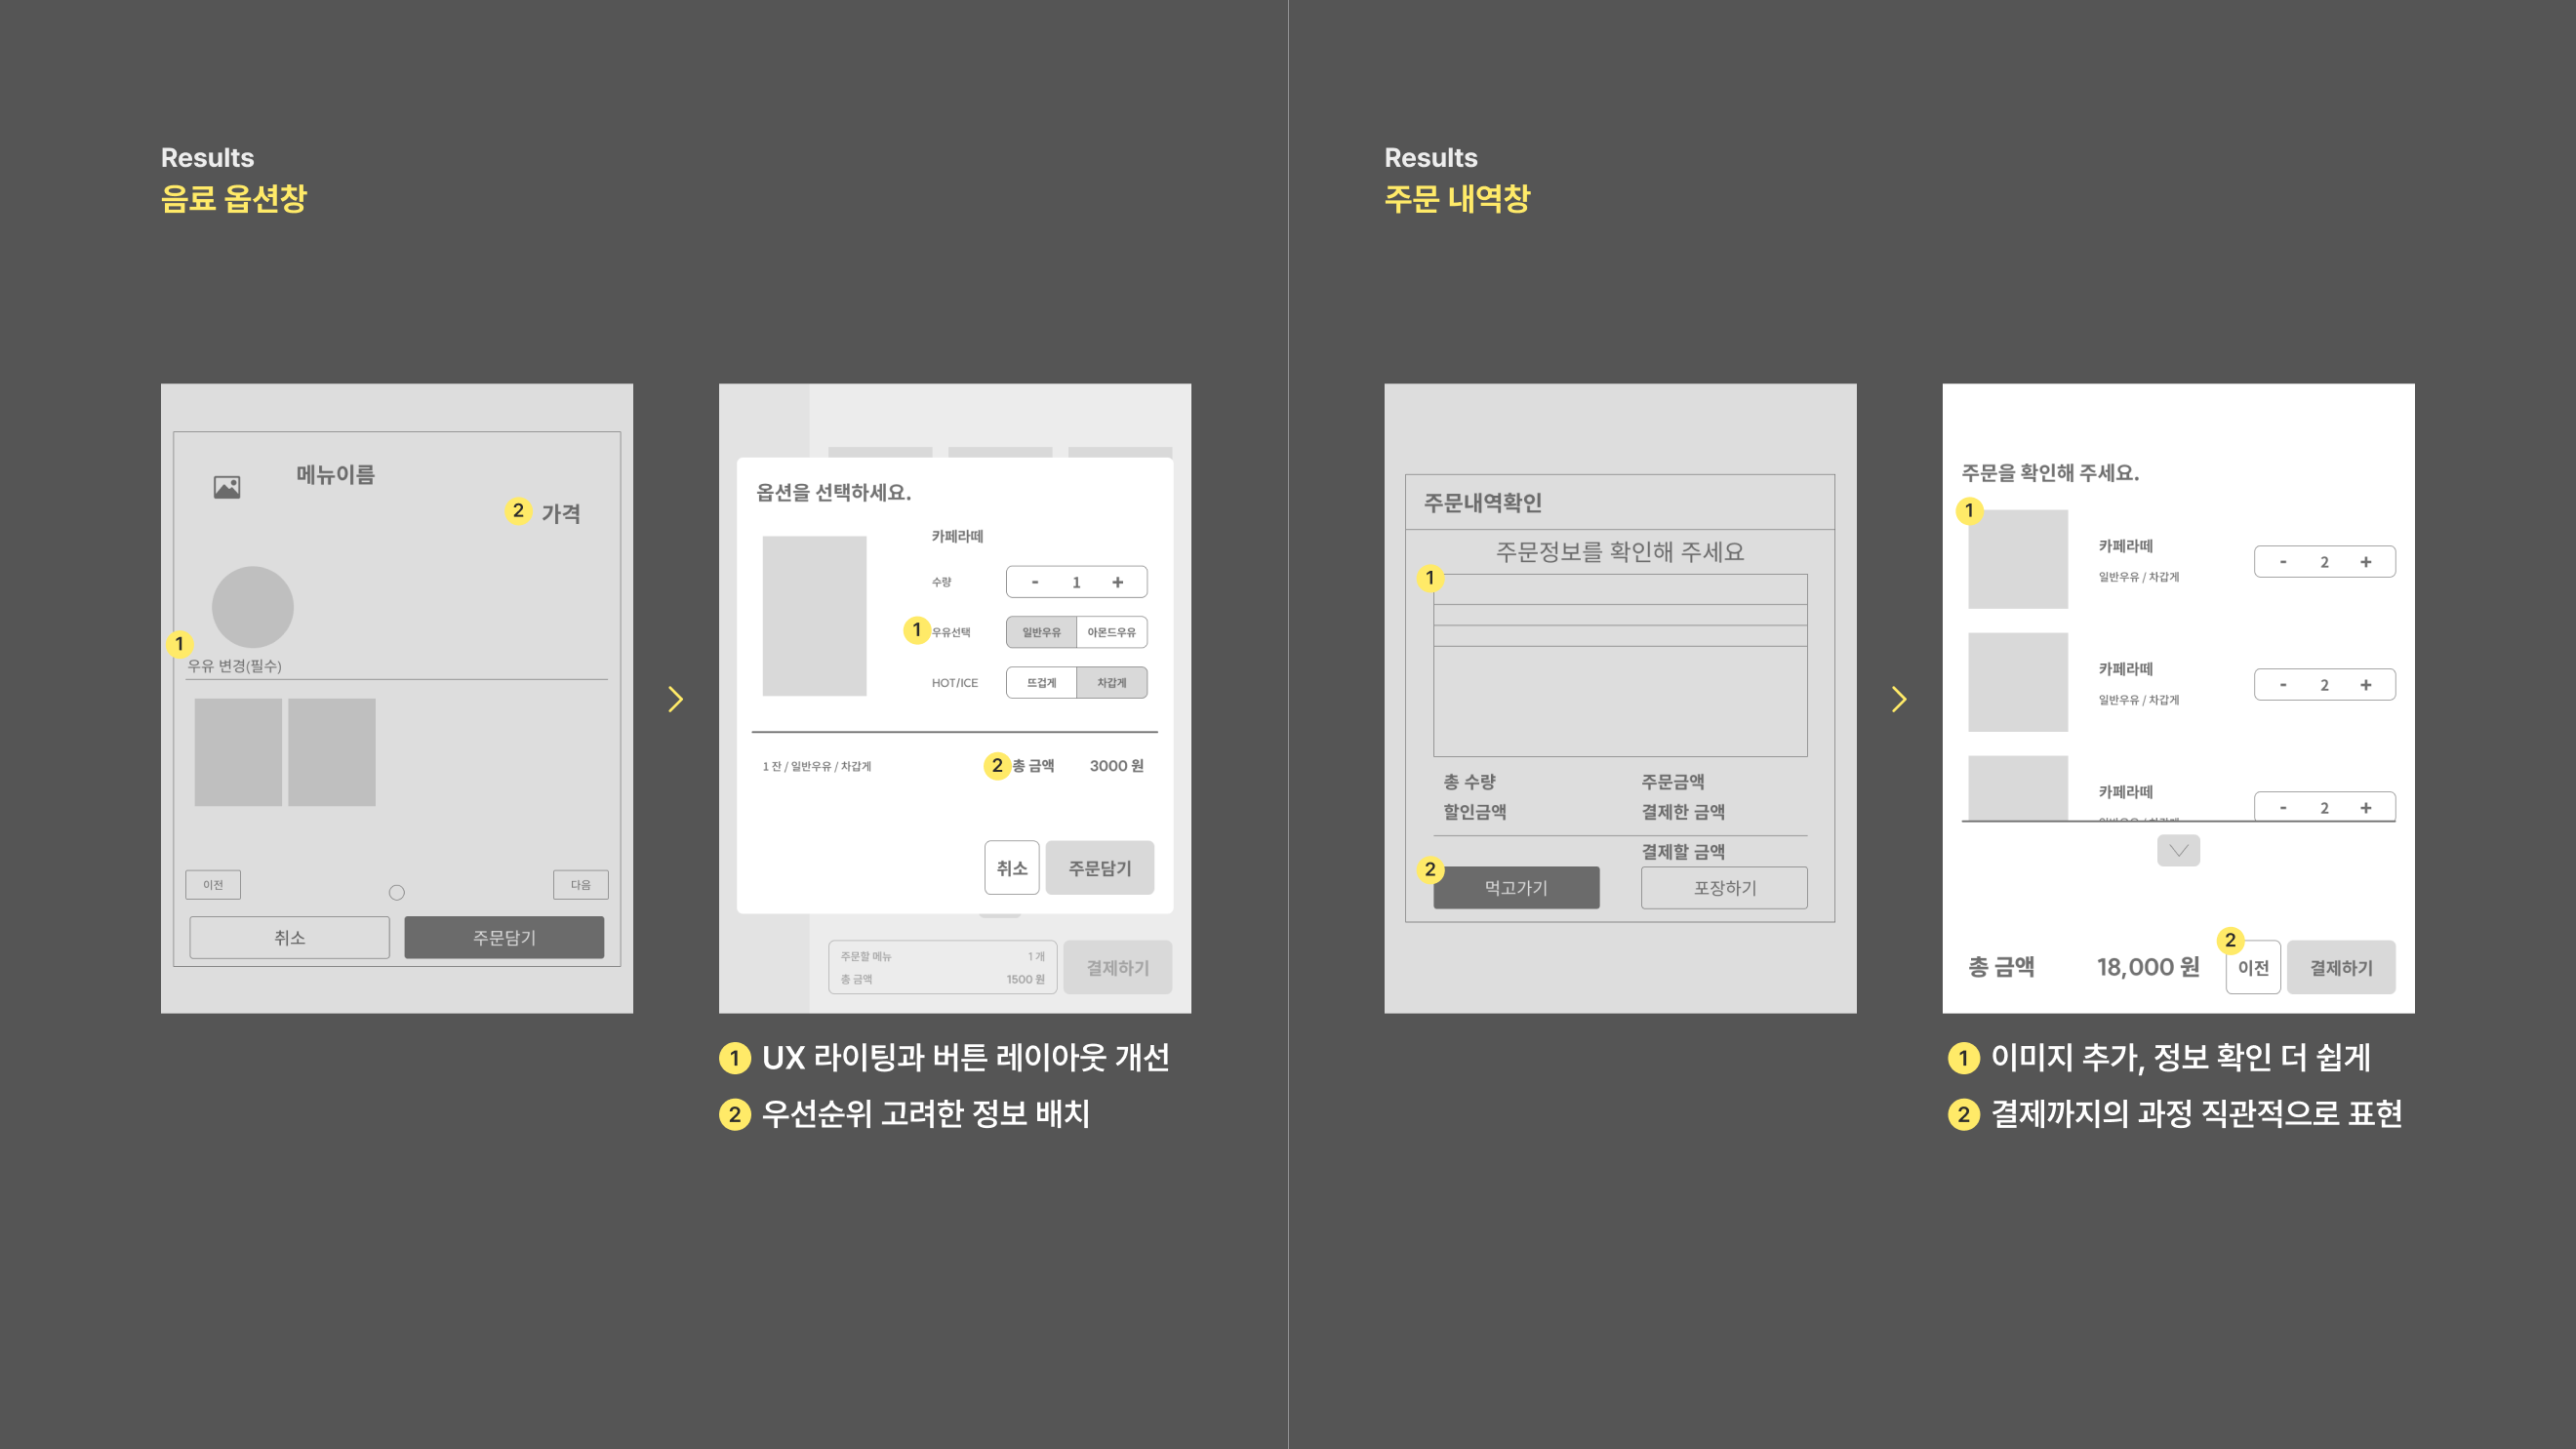 Results
음료 옵션창
메뉴이름
2 가격
1
우유 변경(필수)
이전
다음
취소
주문담기
옵션을 선택하세요.
카페라떼
수량
- 1 +
1 우유선택
일반우유
아몬드우유
HOT/ICE
뜨겁게
차갑게
1 잔 / 일반우유 / 차갑게
2 총 금액
3000 원
취소
주문담기
주문할 메뉴
1 개
총 금액
1500 원
결제하기
1 UX 라이팅과 버튼 레이아웃 개선
2 우선순위 고려한 정보 배치
Results
주문 내역창
주문내역확인
주문정보를 확인해 주세요
1
총 수량
주문금액
할인금액
결제한 금액
결제할 금액
2
먹고가기
포장하기
주문을 확인해 주세요.
1
카페라떼
일반우유 / 차갑게
- 2 +
카페라떼
일반우유 / 차갑게
- 2 +
카페라떼
- 2 +
총 금액
18,000 원
2
이전
결제하기
1 이미지 추가, 정보 확인 더 쉽게
2 결제까지의 과정 직관적으로 표현